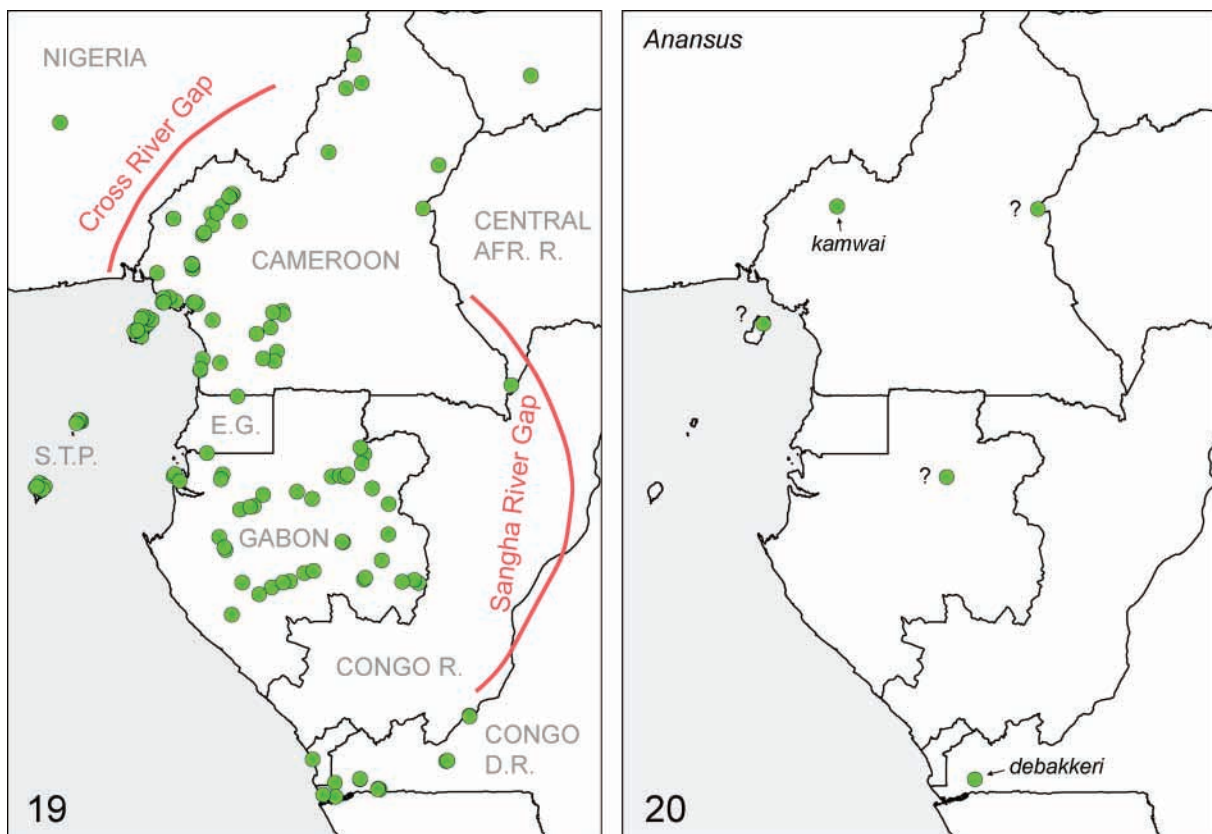 NIGERIA
Cross River Gap
CENTRAL
AFR. R.
CAMEROON
E.G.
S.T.P.
GABON
Sangha River Gap
CONGO R.
CONGO
D.R.
19
Anansus
?
kamwai
?
?
debakkeri
20